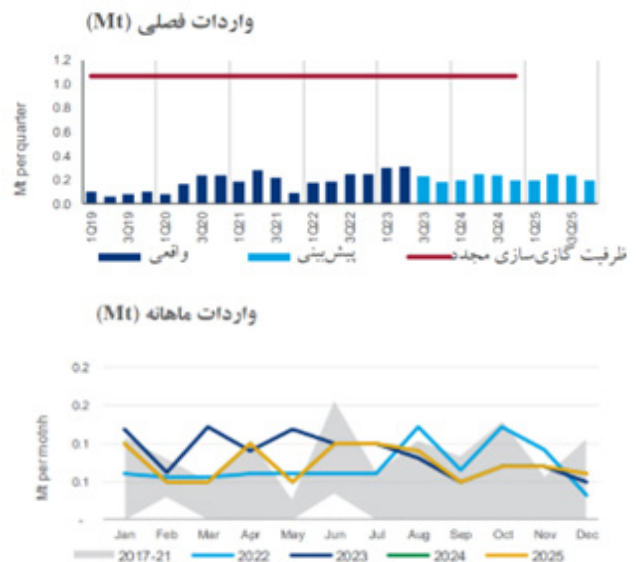 واردات فصلی (Mt)
1.2
1.0
0.8
0.6
0.4
0.2
0.0
Mt perquarter
1Q19
3Q19
1Q20
3Q20
1Q21
3Q21
1Q22
3Q22
1Q23
3Q23
1Q24
3Q24
1Q25
3Q25
واقعی
پیش‌بینی
ظرفیت گازی‌سازی مجدد
واردات ماهانه (Mt)
0.2
0.2
0.1
0.1
-
Mt per motnh
Jan Feb Mar Apr May Jun Jul Aug Sep Oct Nov Dec
2017-21 2022 2023 2024 2025